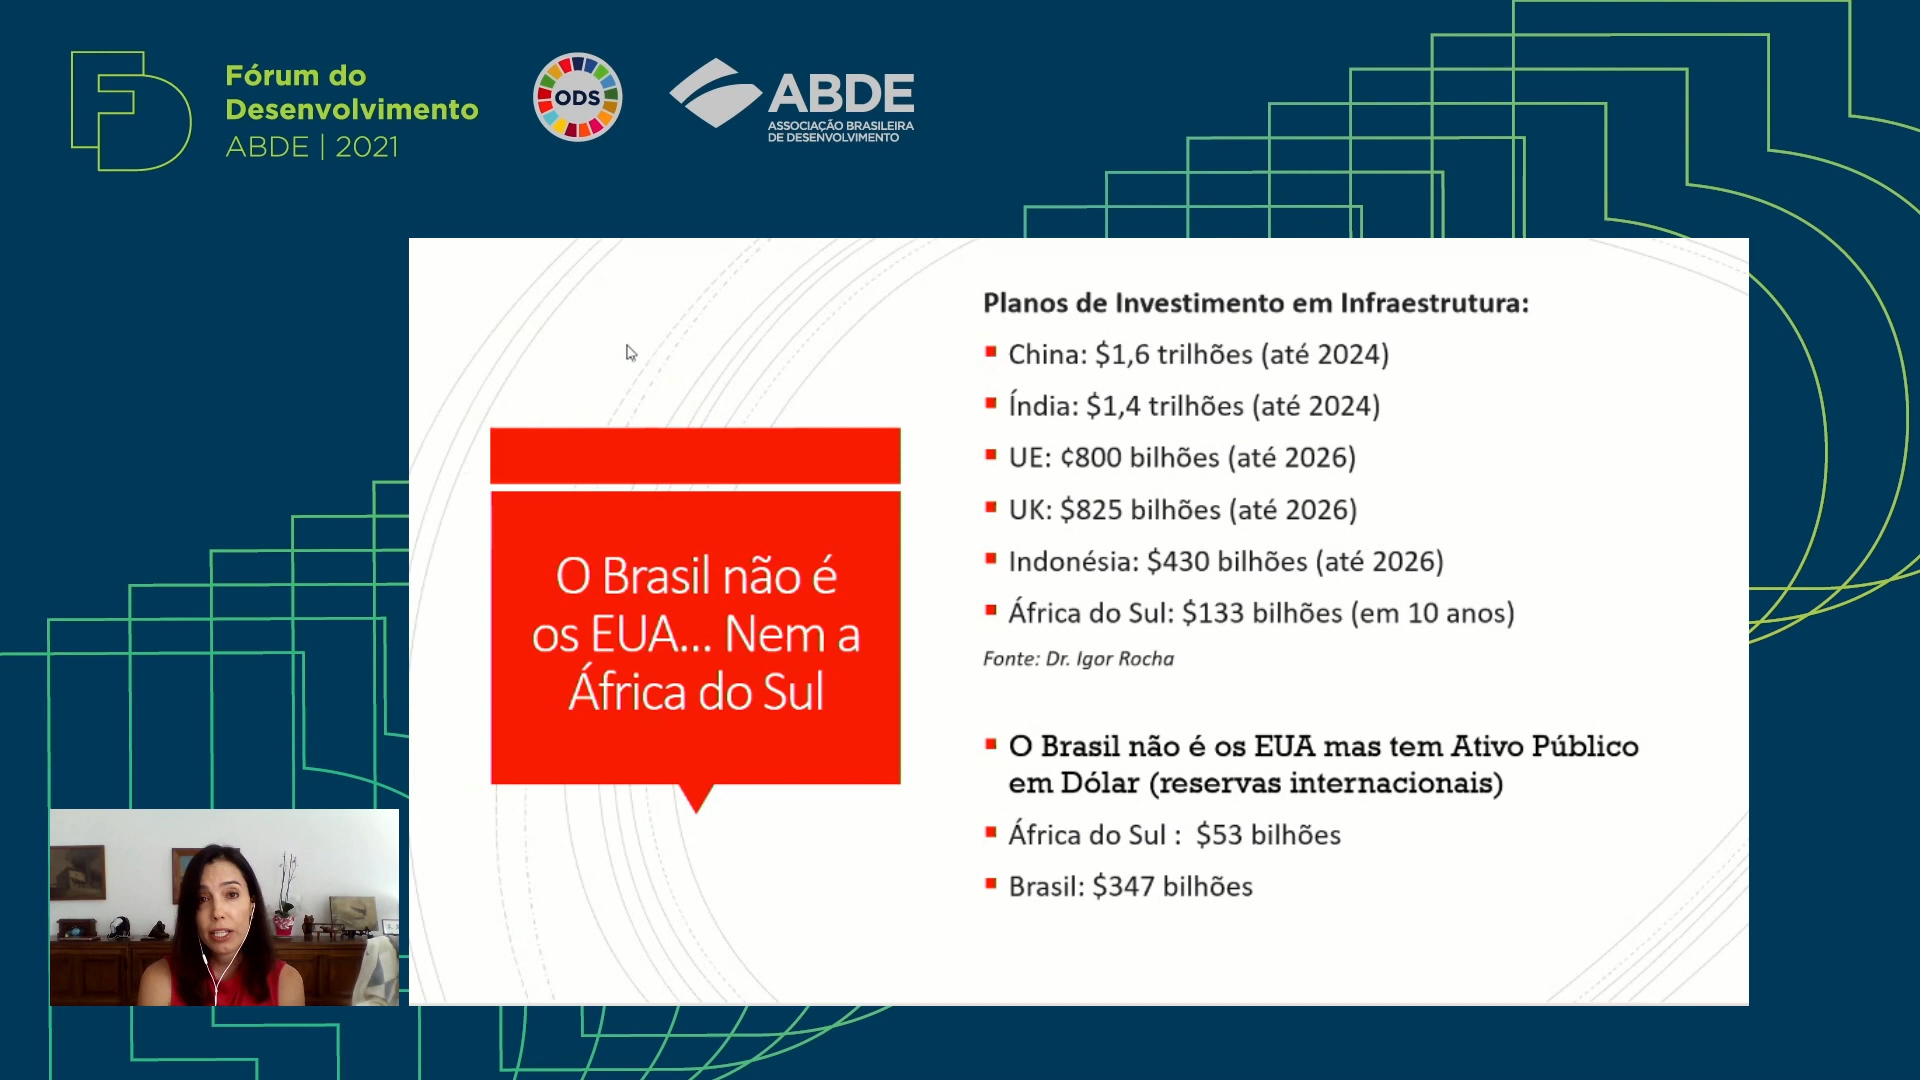 Fórum do
Desenvolvimento
ABDE | 2021
ODS
ABDE
ASSOCIAÇÃO BRASILEIRA
DE DESENVOLVIMENTO
O Brasil não é
os EUA... Nem a
África do Sul
Planos de Investimento em Infraestrutura:
China: $1,6 trilhões (até 2024)
Índia: $1,4 trilhões (até 2024)
UE: ¢800 bilhões (até 2026)
UK: $825 bilhões (até 2026)
Indonésia: $430 bilhões (até 2026)
África do Sul: $133 bilhões (em 10 anos)
Fonte: Dr. Igor Rocha
O Brasil não é os EUA mas tem Ativo Público
em Dólar (reservas internacionais)
África do Sul : $53 bilhões
Brasil: $347 bilhões